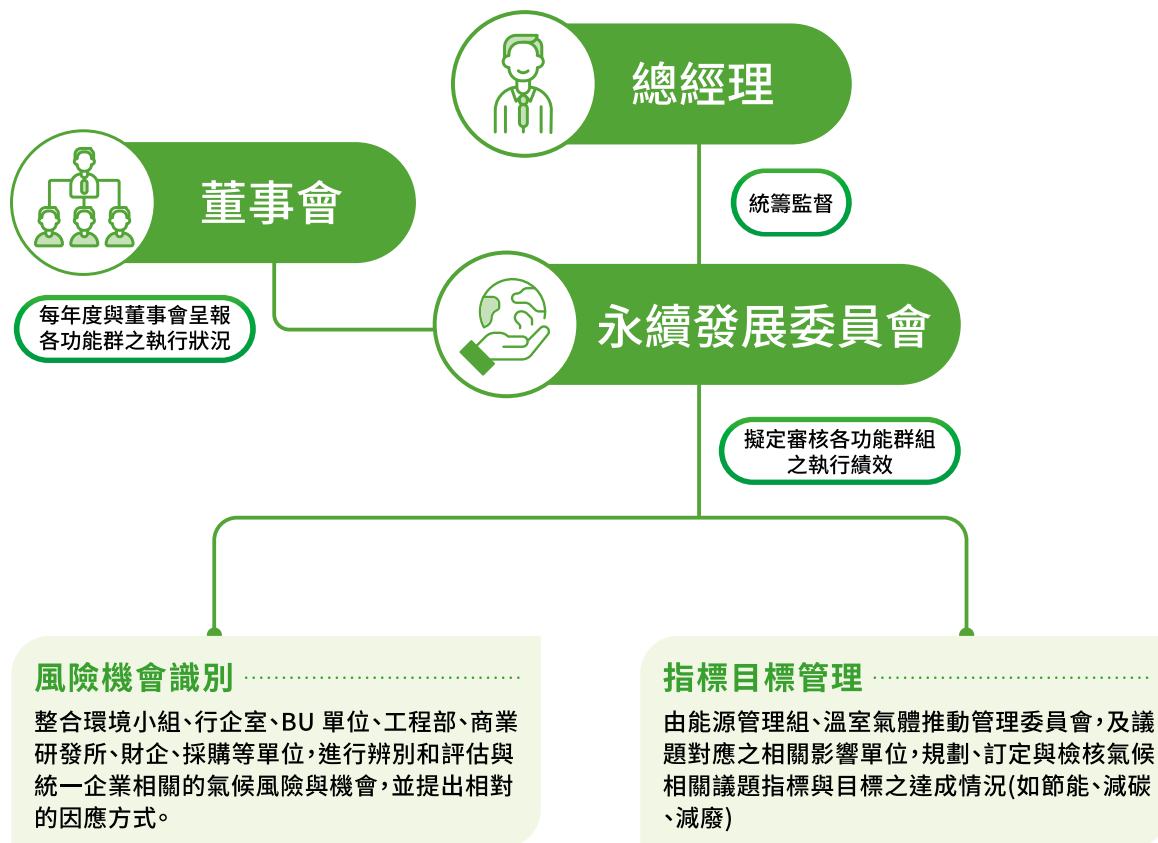 總經理
統籌監督
董事會
每年度與董事會呈報
各功能群之執行狀況
永續發展委員會
擬定審核各功能群組
之執行績效
風險機會識別
整合環境小組、行企室、BU 單位、工程部、商業
研發所、財企、採購等單位，進行辨別和評估與
統一企業相關的氣候風險與機會，並提出相對
的因應方式。
指標目標管理
由能源管理組、溫室氣體推動管理委員會，及議
題對應之相關影響單位，規劃、訂定與檢核氣候
相關議題指標與目標之達成情況(如節能、減碳
、減廢)